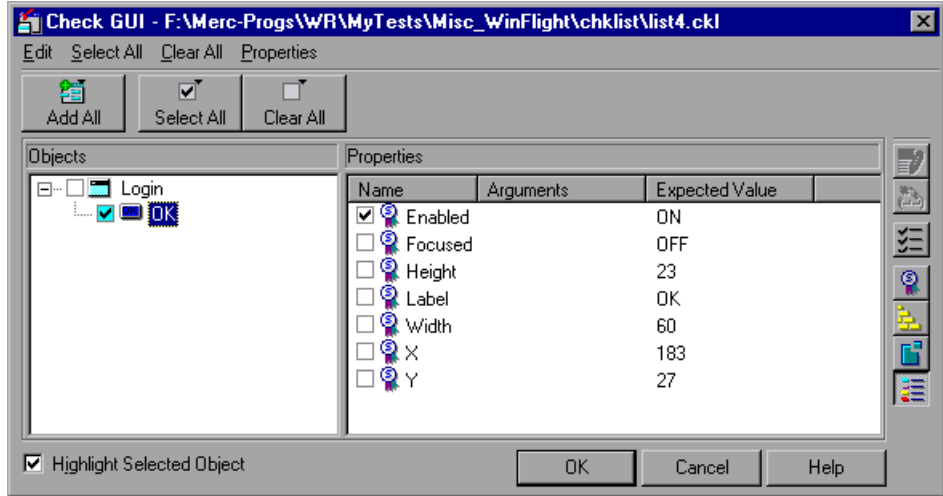 Check GUI - F:\Merc-Progs\WR\MyTests\Misc_WinFlight\chklist\list4.ckl
Edit Select All Clear All Properties
Add All Select All Clear All
Objects Properties
Login
OK
Name Arguments Expected Value
Enabled ON
Focused OFF
Height 23
Label OK
Width 60
X 183
Y 27
Highlight Selected Object OK Cancel Help